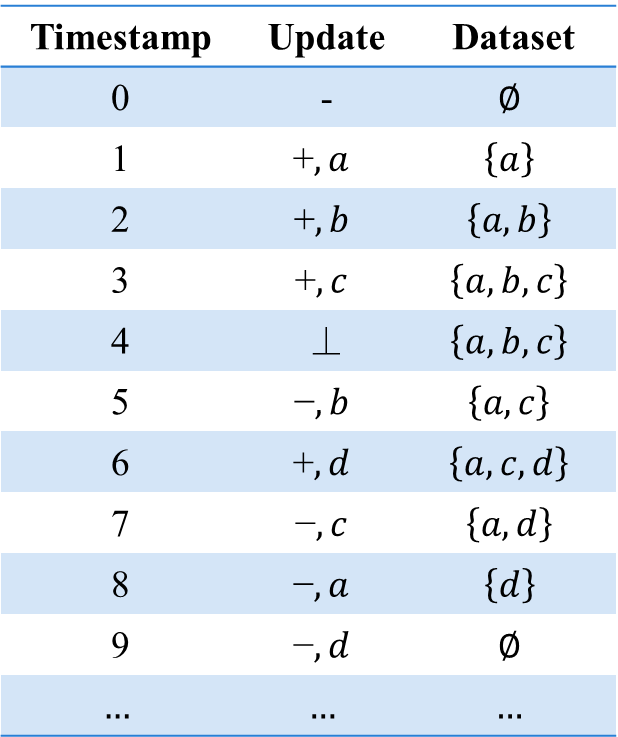 Timestamp Update Dataset
0 - ∅
1 +, a {a}
2 +, b {a, b}
3 +, c {a, b, c}
4 ⊥ {a, b, c}
5 −, b {a, c}
6 +, d {a, c, d}
7 −, c {a, d}
8 −, a {d}
9 −, d ∅
... ... ...